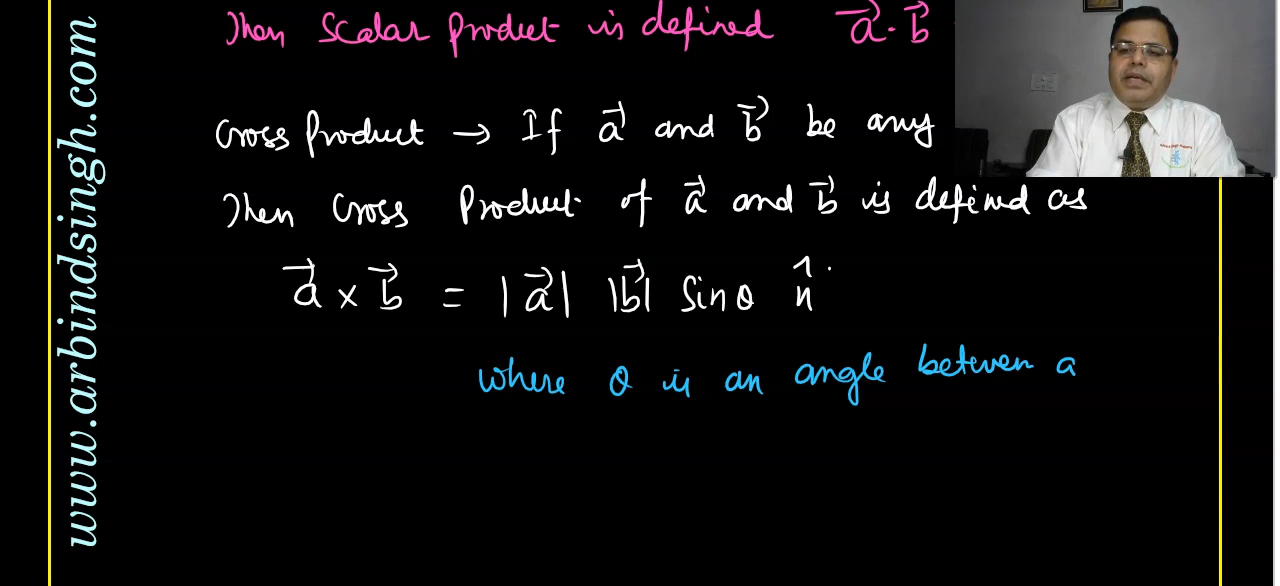 www.arbindsingh.com
Then Scalar Product is defined a⃗·b⃗
Cross Product → If a⃗ and b⃗ be any
Then Cross Product of a⃗ and b⃗ is defined as
a⃗ × b⃗ = |a⃗| |b⃗| Sinθ n̂
where θ is an angle between a